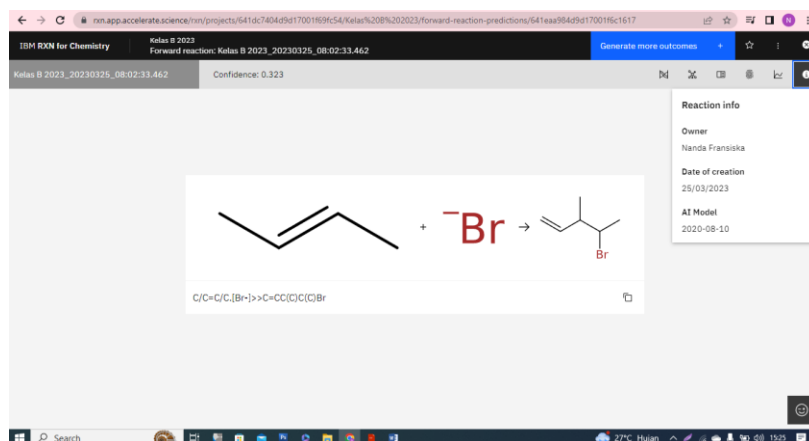 rxn.app.accelerate.science/rxn/projects/641dc7404d9d17001f69fc54/Kelas%20B%202023/forward-reaction-predictions/641eaa984d9d17001f6c1617
IBM RXN for Chemistry
Kelas B 2023
Forward reaction: Kelas B 2023_20230325_08:02:33.462
Generate more outcomes +
Kelas B 2023_20230325_08:02:33.462
Confidence: 0.323
Reaction info
Owner
Nanda Fransiska
Date of creation
25/03/2023
AI Model
2020-08-10
+ ⁻Br →
Br
C/C=C/C.[Br-]>>C=CC(C)C(C)Br
Search
27°C Hujan
15:25